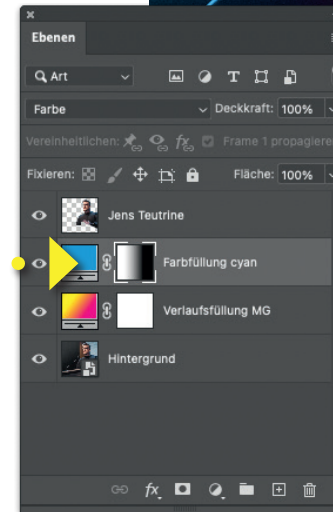 Ebenen
Art
Farbe Deckkraft: 100%
Vereinheitlichen: Frame 1 propagiere
Fixieren: Fläche: 100%
Jens Teutrine
Farbfüllung cyan
Verlaufsfüllung MG
Hintergrund
fx